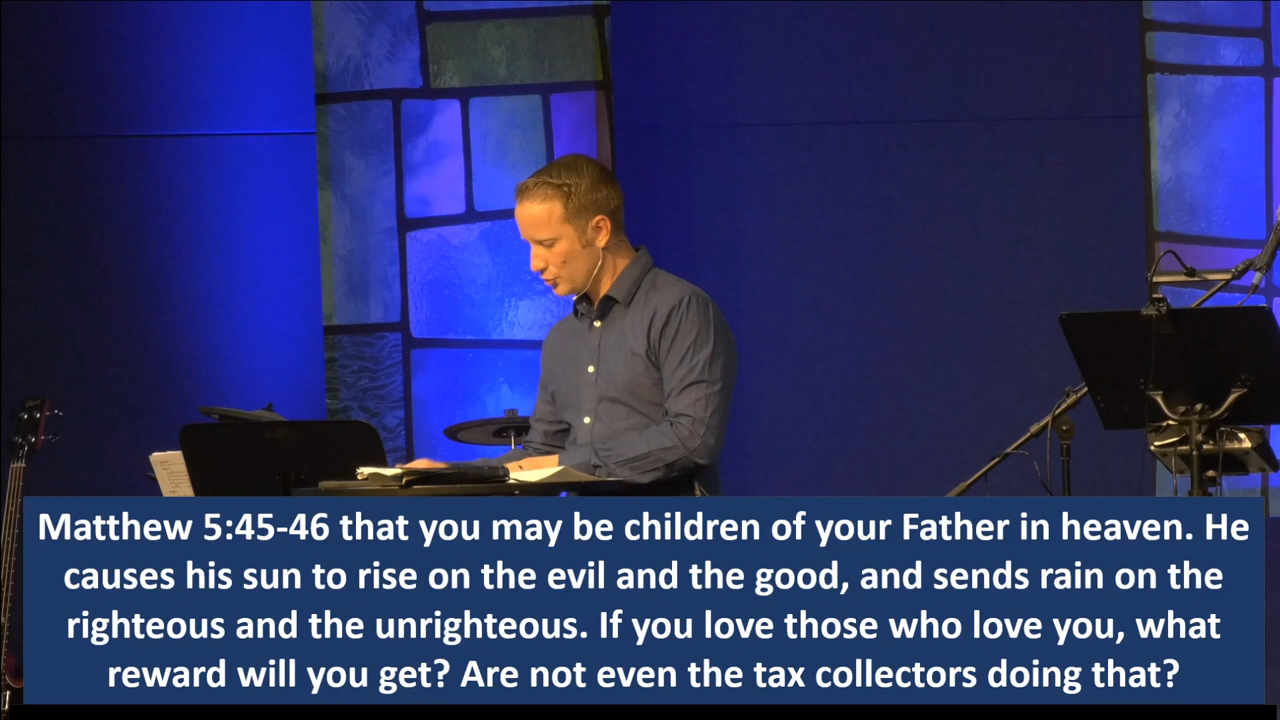 Matthew 5:45-46 that you may be children of your Father in heaven. He
causes his sun to rise on the evil and the good, and sends rain on the
righteous and the unrighteous. If you love those who love you, what
reward will you get? Are not even the tax collectors doing that?